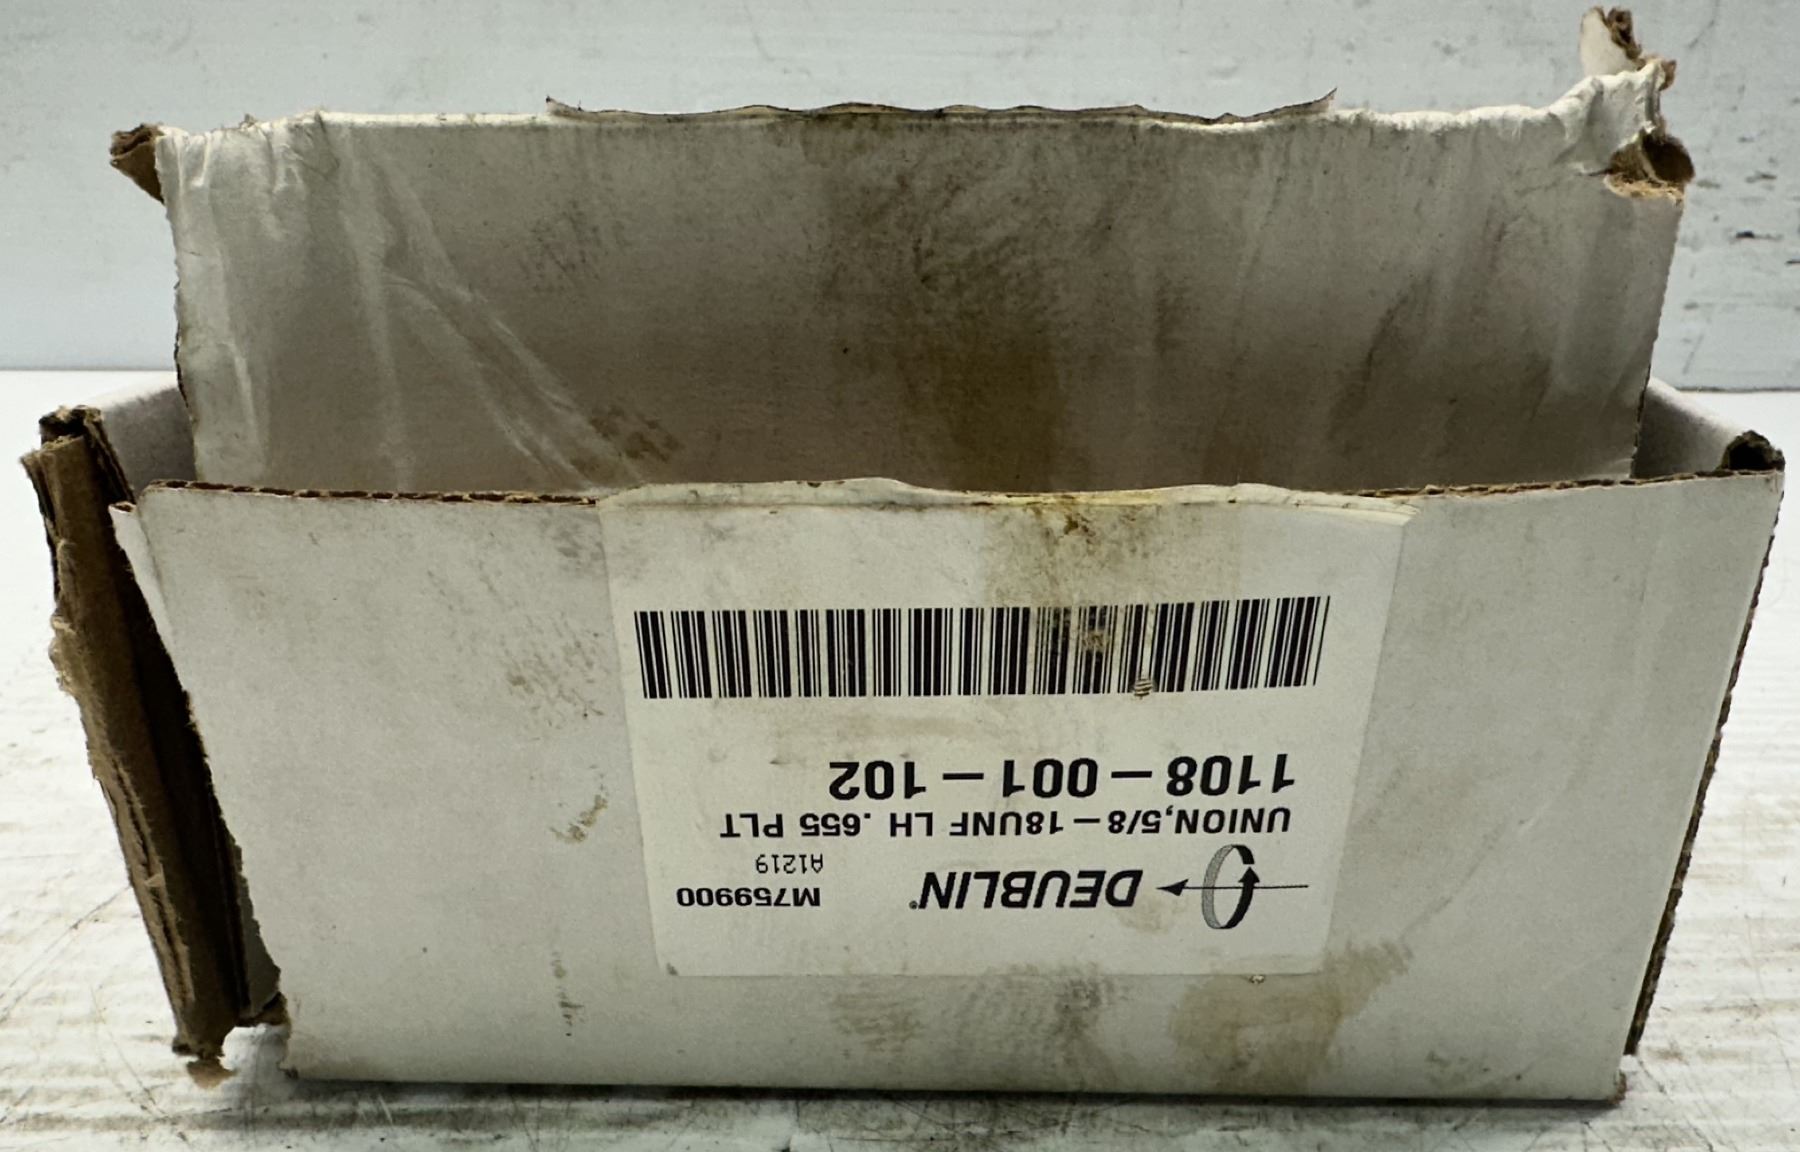 DEUBLIN® M759900
A1219
UNION,5/8-18UNF LH .655 PLT
1108-001-102